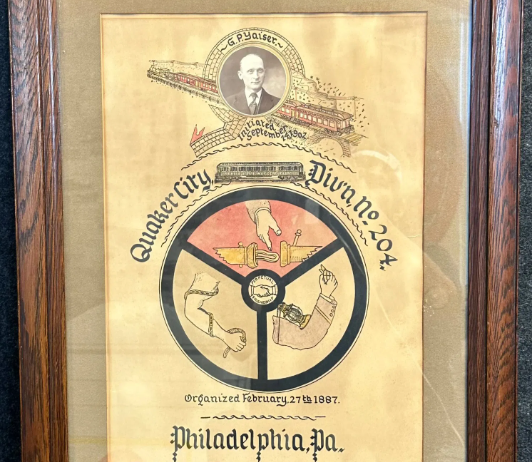 G.P. Yaiser.
Initiated
September 1902
Quaker City Div'n, No. 204.
Organized February, 27th 1887.
Philadelphia, Pa.